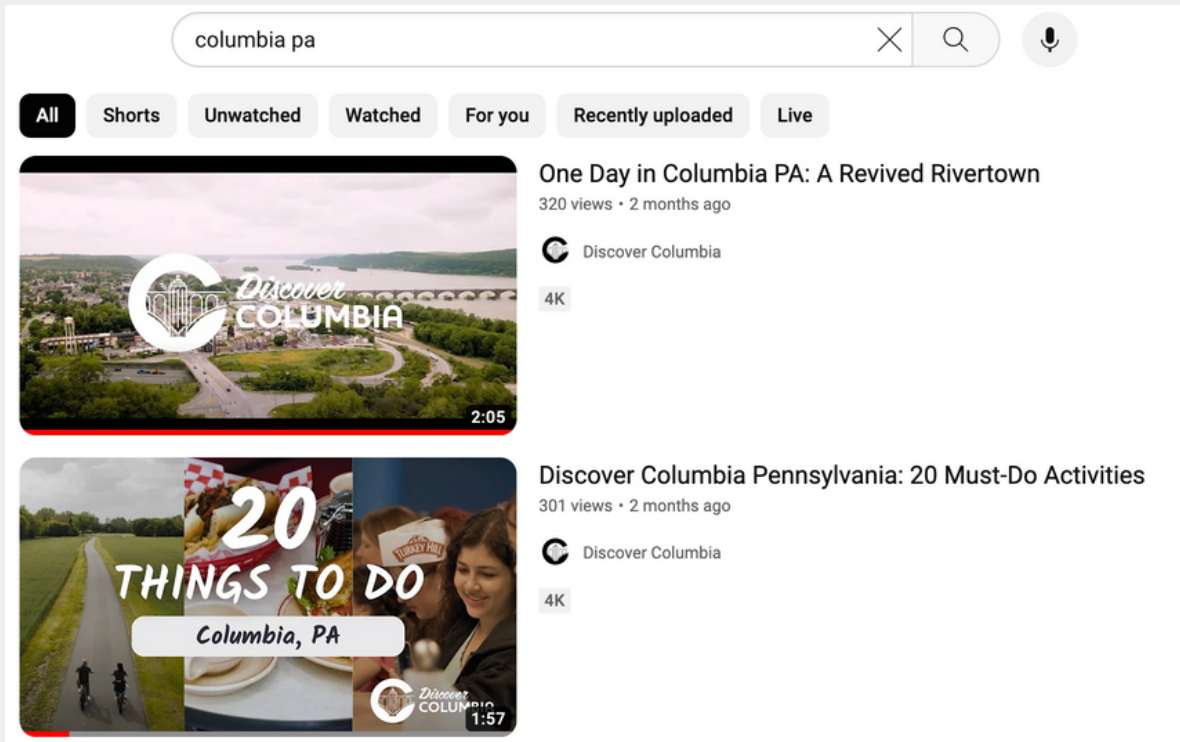 columbia pa
All
Shorts
Unwatched
Watched
For you
Recently uploaded
Live
Discover
COLUMBIA
2:05
One Day in Columbia PA: A Revived Rivertown
320 views • 2 months ago
Discover Columbia
4K
20
THINGS TO DO
Columbia, PA
TURKEY HILL
Discover
COLUMBIA
1:57
Discover Columbia Pennsylvania: 20 Must-Do Activities
301 views • 2 months ago
Discover Columbia
4K